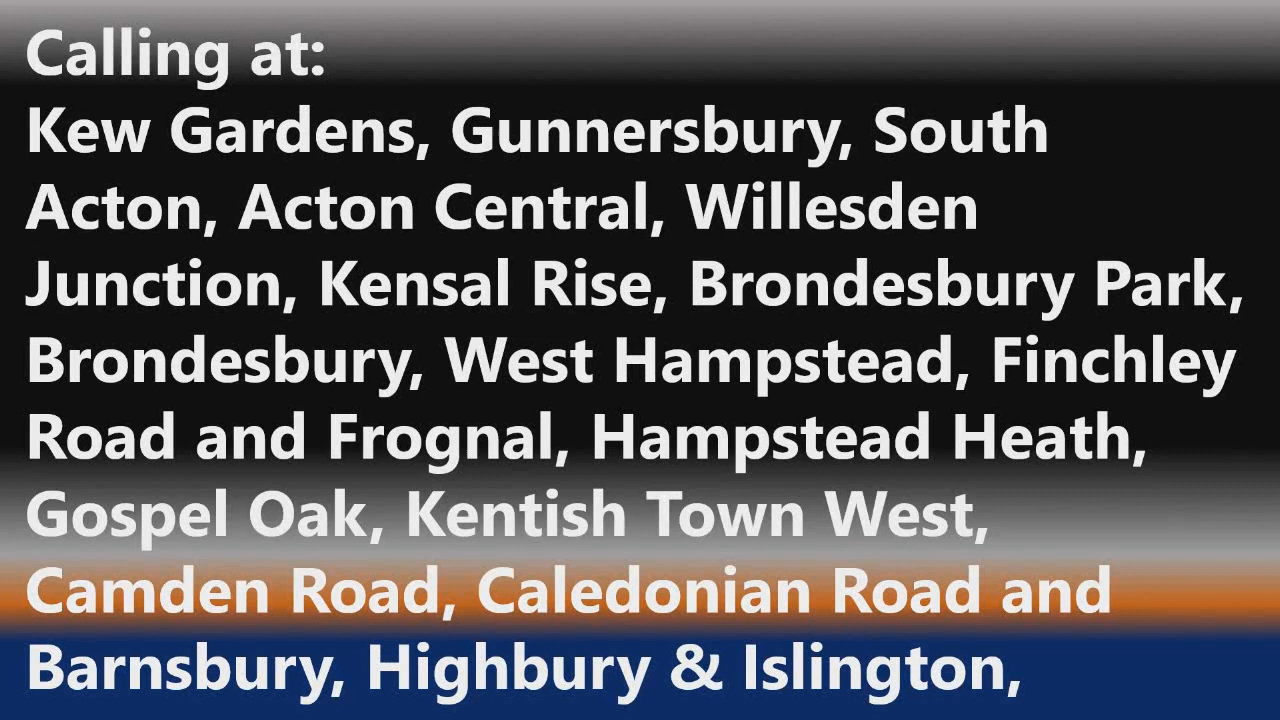 Calling at:
Kew Gardens, Gunnersbury, South
Acton, Acton Central, Willesden
Junction, Kensal Rise, Brondesbury Park,
Brondesbury, West Hampstead, Finchley
Road and Frognal, Hampstead Heath,
Gospel Oak, Kentish Town West,
Camden Road, Caledonian Road and
Barnsbury, Highbury & Islington,